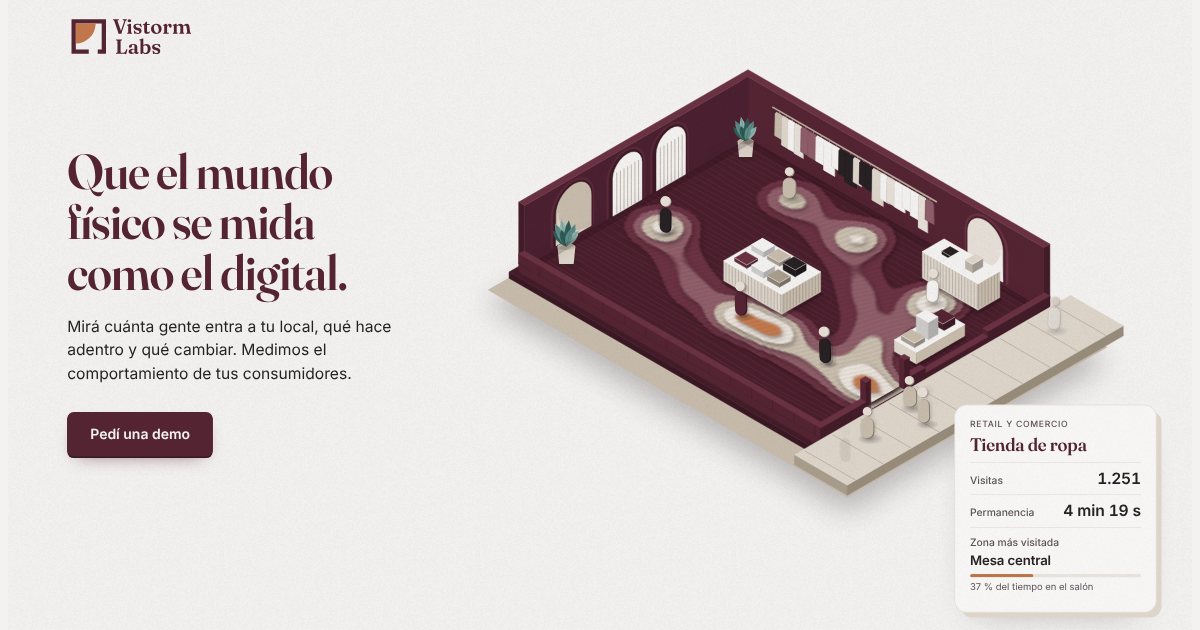 Vistorm
Labs
Que el mundo
físico se mida
como el digital.
Mirá cuánta gente entra a tu local, qué hace
adentro y qué cambiar. Medimos el
comportamiento de tus consumidores.
Pedí una demo
RETAIL Y COMERCIO
Tienda de ropa
Visitas 1.251
Permanencia 4 min 19 s
Zona más visitada
Mesa central
37 % del tiempo en el salón